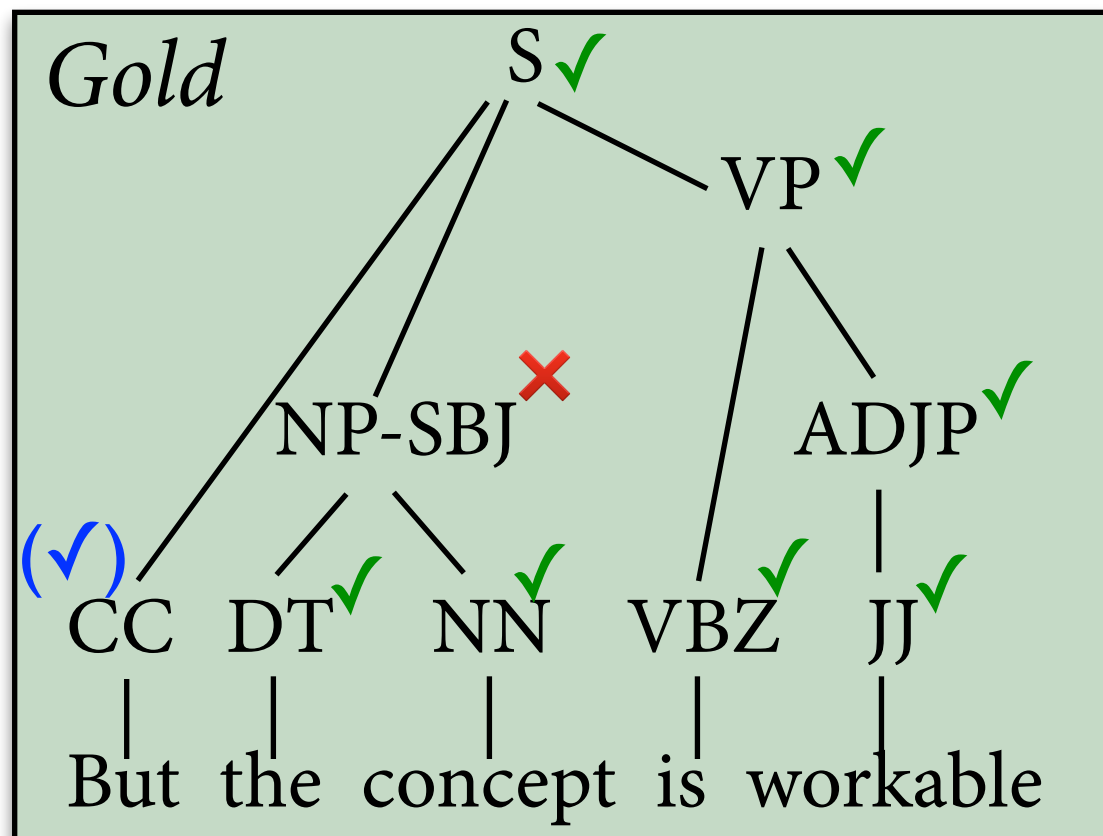 Gold
S ✓
VP ✓
NP-SBJ ❌
ADJP ✓
(✓)
CC DT ✓ NN ✓ VBZ ✓ JJ ✓
But the concept is workable